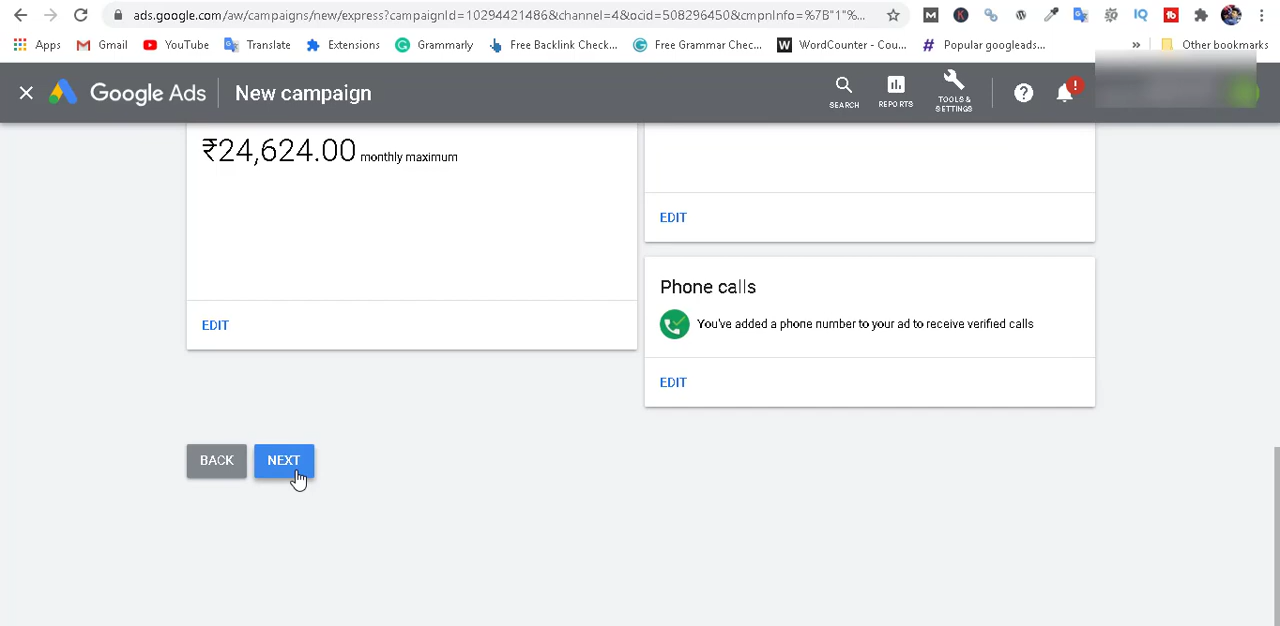 ads.google.com/aw/campaigns/new/express?campaignId=10294421486&channel=4&ocid=508296450&cmpnInfo=%7B"1"%...
Apps Gmail YouTube Translate Extensions Grammarly Free Backlink Check... Free Grammar Chec... WordCounter - Cou... Popular googleads... » Other bookmarks
Google Ads New campaign SEARCH REPORTS TOOLS & SETTINGS
₹24,624.00 monthly maximum
EDIT
Phone calls
You've added a phone number to your ad to receive verified calls
EDIT
EDIT
BACK NEXT